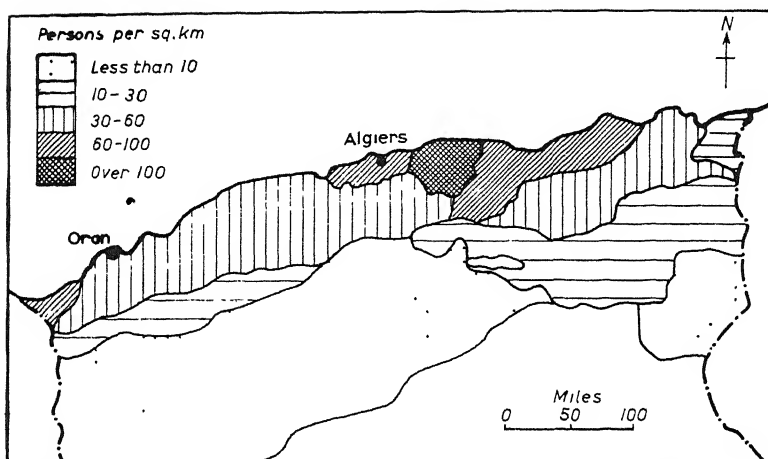 Persons per sq.km
Less than 10
10-30
30-60
60-100
Over 100
N
Algiers
Oran
Miles
0 50 100